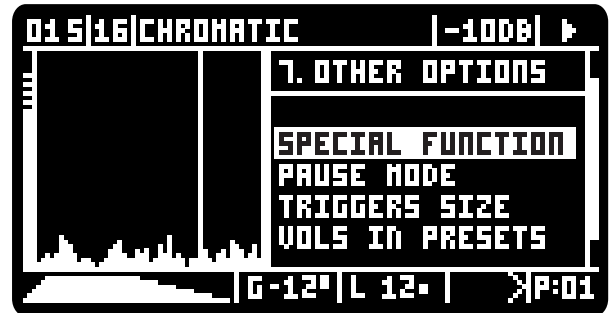 01 S|16|CHROMATIC |-10DB|
7. OTHER OPTIONS
SPECIAL FUNCTION
PAUSE MODE
TRIGGERS SIZE
VOLS IN PRESETS
G-12 |L 12 | P:01